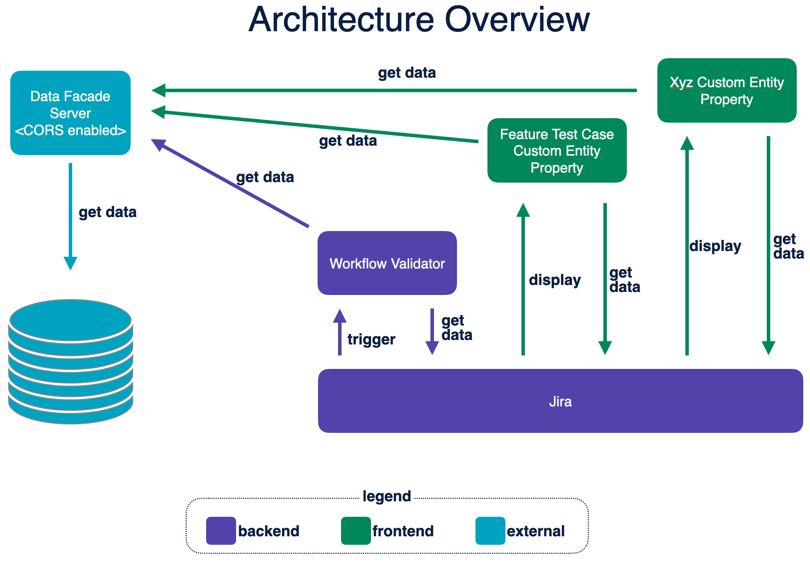 Architecture Overview
get data
Xyz Custom Entity
Property
Data Facade
Server
<CORS enabled>
Feature Test Case
Custom Entity
Property
get data
get data
get data
Workflow Validator
display
get
data
display
get
data
trigger
get
data
Jira
legend
backend
frontend
external